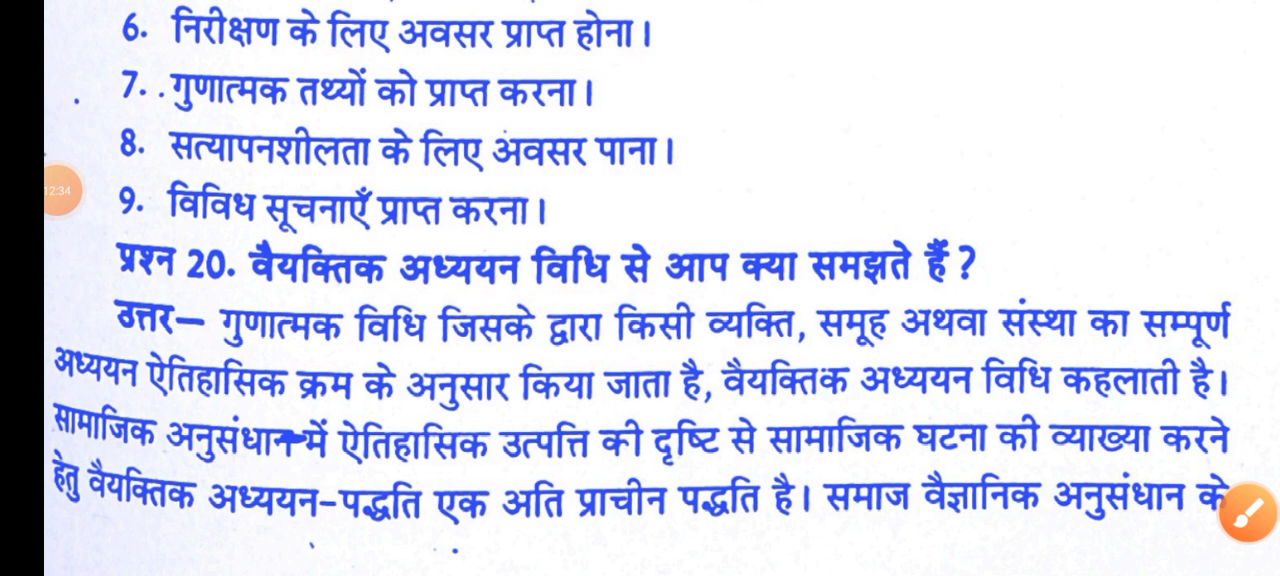 6. निरीक्षण के लिए अवसर प्राप्त होना।
7. गुणात्मक तथ्यों को प्राप्त करना।
8. सत्यापनशीलता के लिए अवसर पाना।
12:34
9. विविध सूचनाएँ प्राप्त करना।
प्रश्न 20. वैयक्तिक अध्ययन विधि से आप क्या समझते हैं ?
उत्तर– गुणात्मक विधि जिसके द्वारा किसी व्यक्ति, समूह अथवा संस्था का सम्पूर्ण
अध्ययन ऐतिहासिक क्रम के अनुसार किया जाता है, वैयक्तिक अध्ययन विधि कहलाती है।
सामाजिक अनुसंधान में ऐतिहासिक उत्पत्ति की दृष्टि से सामाजिक घटना की व्याख्या करने
हेतु वैयक्तिक अध्ययन-पद्धति एक अति प्राचीन पद्धति है। समाज वैज्ञानिक अनुसंधान के